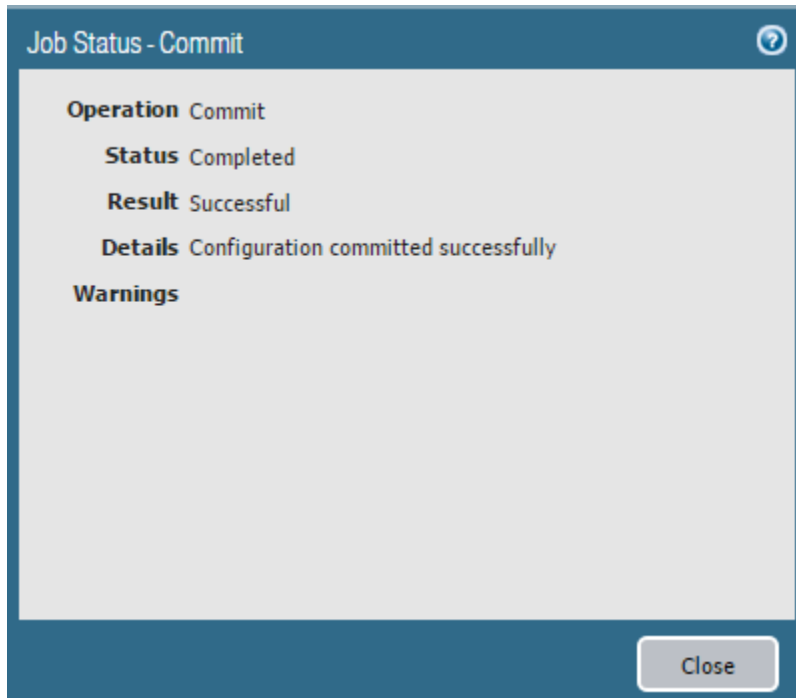 Job Status - Commit
Operation Commit
Status Completed
Result Successful
Details Configuration committed successfully
Warnings
Close